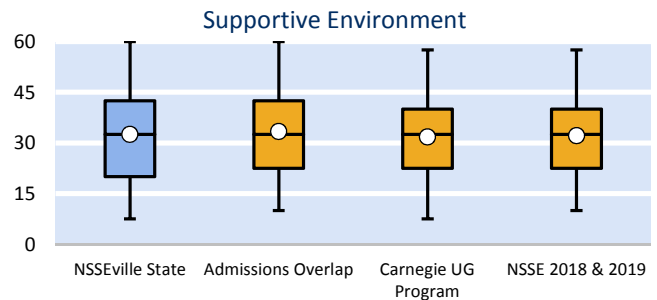 Supportive Environment
60
45
30
15
0
NSSEville State
Admissions Overlap
Carnegie UG
Program
NSSE 2018 & 2019